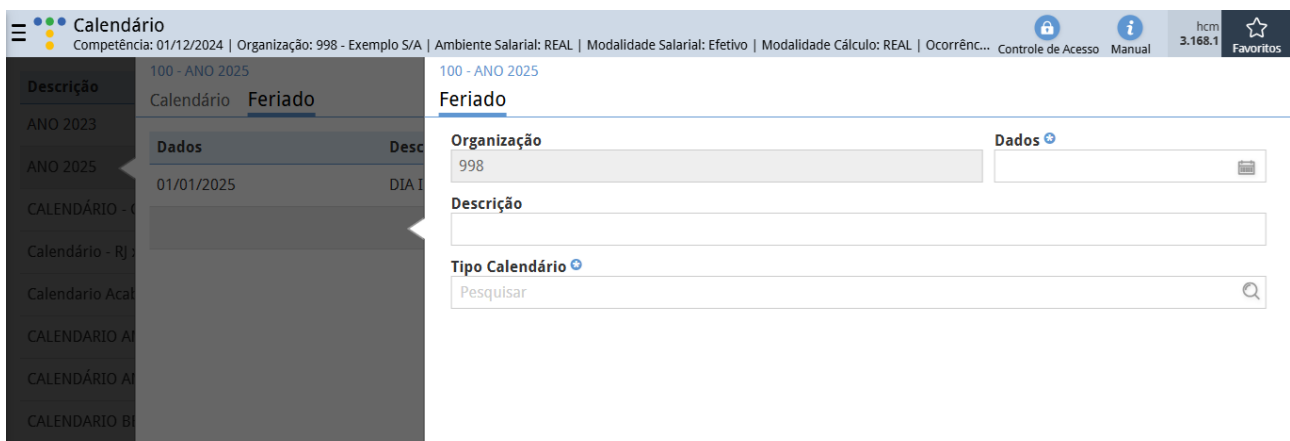 Calendário
Competência: 01/12/2024 | Organização: 998 - Exemplo S/A | Ambiente Salarial: REAL | Modalidade Salarial: Efetivo | Modalidade Cálculo: REAL | Ocorrênc...
Controle de Acesso
Manual
hcm
3.168.1
Favoritos
Descrição
ANO 2023
ANO 2025
CALENDÁRIO -
Calendário - RJ
Calendario Acab
CALENDARIO
CALENDÁRIO
CALENDARIO
100 - ANO 2025
Calendário Feriado
Dados Desc
01/01/2025 DIA I
100 - ANO 2025
Feriado
Organização
998
Dados
Descrição
Tipo Calendário
Pesquisar